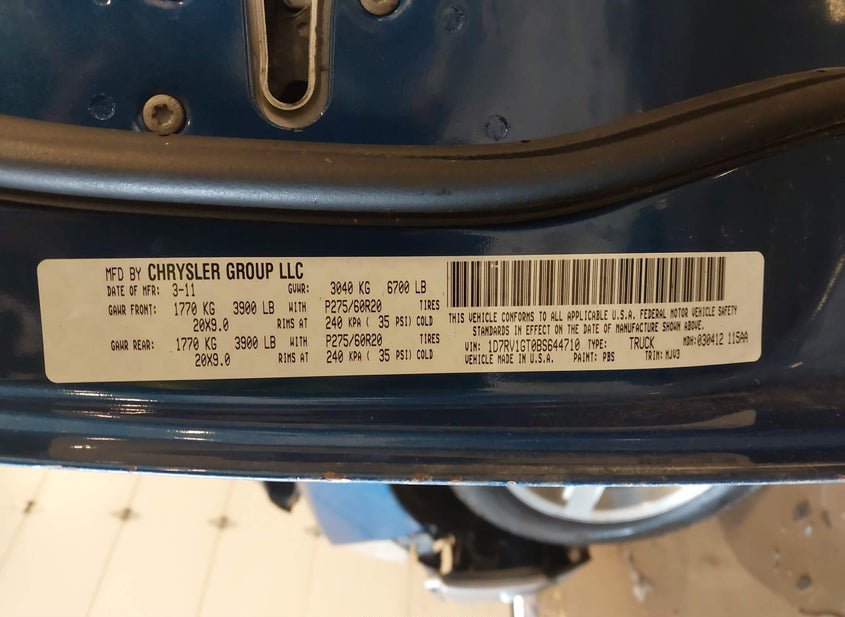 MFD BY CHRYSLER GROUP LLC
DATE OF MFR: 3-11 GVWR: 3040 KG 6700 LB
GAWR FRONT: 1770 KG 3900 LB WITH P275/60R20 TIRES
20X9.0 RIMS AT 240 KPA ( 35 PSI) COLD
GAWR REAR: 1770 KG 3900 LB WITH P275/60R20 TIRES
20X9.0 RIMS AT 240 KPA ( 35 PSI) COLD
THIS VEHICLE CONFORMS TO ALL APPLICABLE U.S.A. FEDERAL MOTOR VEHICLE SAFETY
STANDARDS IN EFFECT ON THE DATE OF MANUFACTURE SHOWN ABOVE.
VIN: 1D7RV1GT0BS644710 TYPE: TRUCK MDH:030412 115AA
VEHICLE MADE IN U.S.A. PAINT: PBS TRIM: MJV3